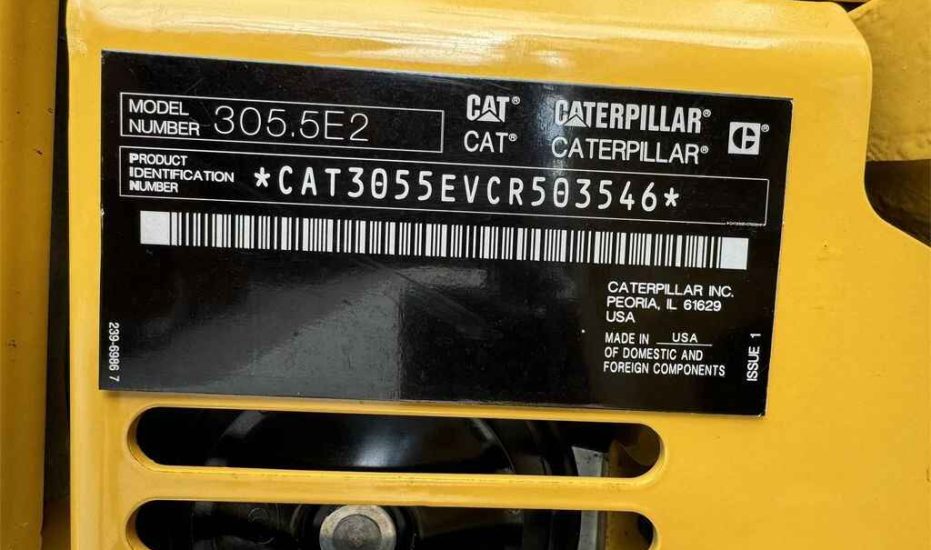 MODEL NUMBER 305.5E2
CAT® CATERPILLAR®
CAT® CATERPILLAR®
C®
PRODUCT IDENTIFICATION NUMBER *CAT3055EVCR503546*
CATERPILLAR INC.
PEORIA, IL 61629
USA
MADE IN USA
OF DOMESTIC AND
FOREIGN COMPONENTS
ISSUE 1
239-6986 7